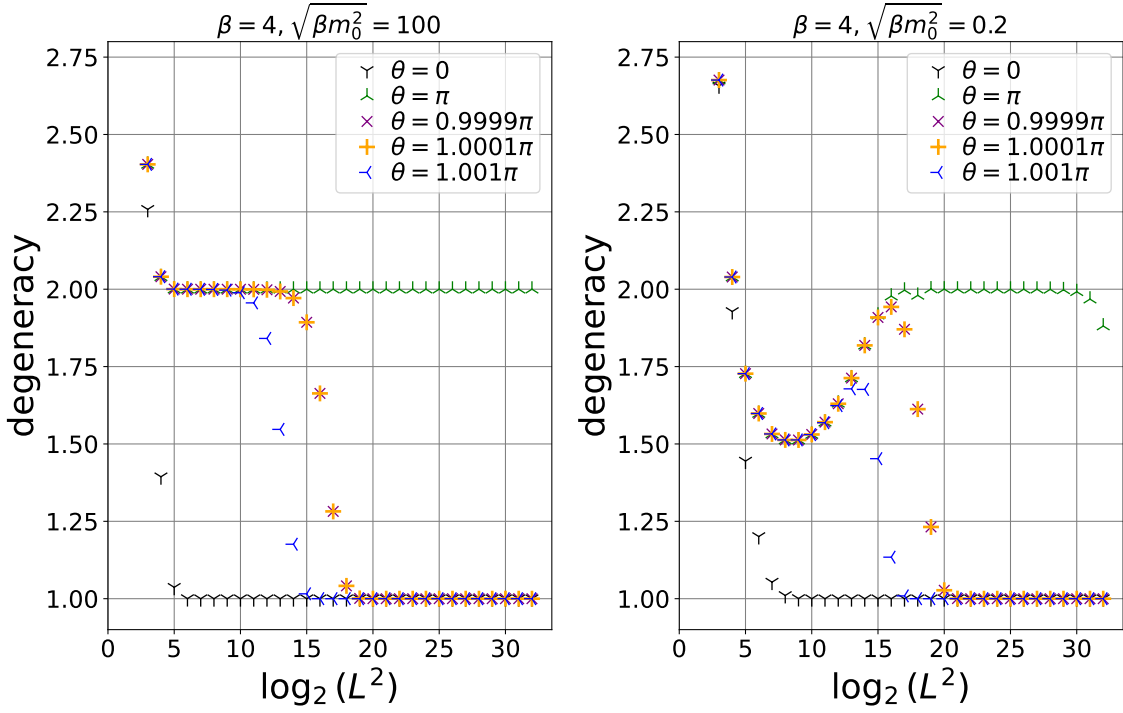 β = 4, √βm₀² = 100
degeneracy
2.75
2.50
2.25
2.00
1.75
1.50
1.25
1.00
θ = 0
θ = π
θ = 0.9999π
θ = 1.0001π
θ = 1.001π
0 5 10 15 20 25 30
log₂ (L²)
β = 4, √βm₀² = 0.2
degeneracy
2.75
2.50
2.25
2.00
1.75
1.50
1.25
1.00
θ = 0
θ = π
θ = 0.9999π
θ = 1.0001π
θ = 1.001π
0 5 10 15 20 25 30
log₂ (L²)